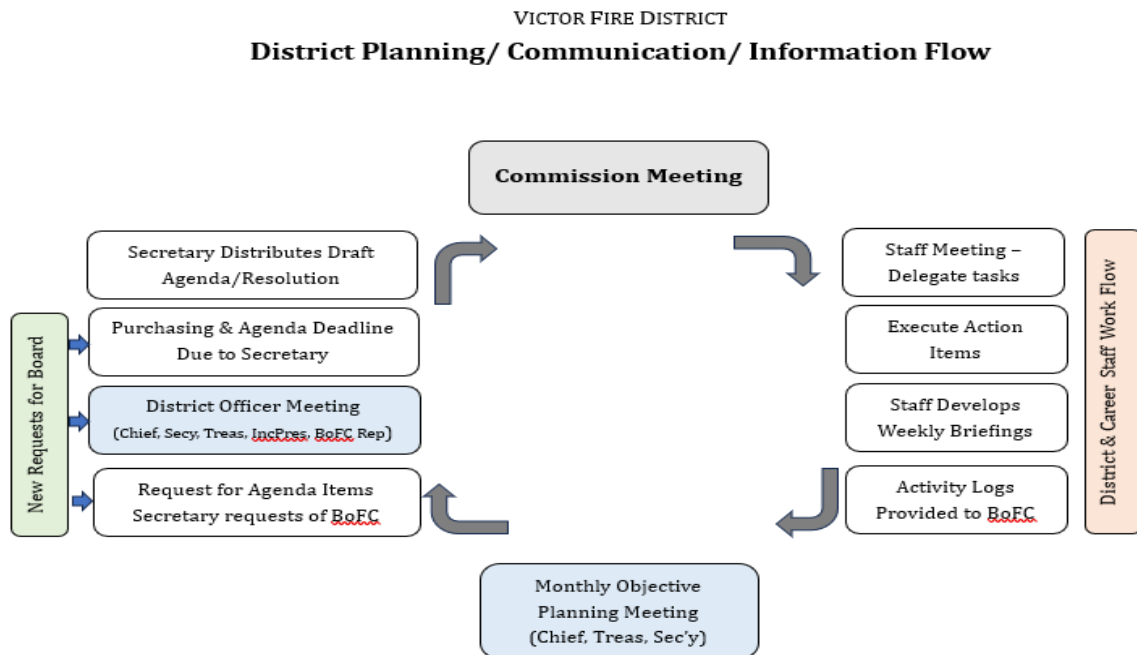 VICTOR FIRE DISTRICT
District Planning/ Communication/ Information Flow
Commission Meeting
Secretary Distributes Draft
Agenda/Resolution
Purchasing & Agenda Deadline
Due to Secretary
District Officer Meeting
(Chief, Secy, Treas, IncPres, BoFC Rep)
Request for Agenda Items
Secretary requests of BoFC
New Requests for Board
Staff Meeting –
Delegate tasks
Execute Action
Items
Staff Develops
Weekly Briefings
Activity Logs
Provided to BoFC
District & Career Staff Work Flow
Monthly Objective
Planning Meeting
(Chief, Treas, Sec'y)